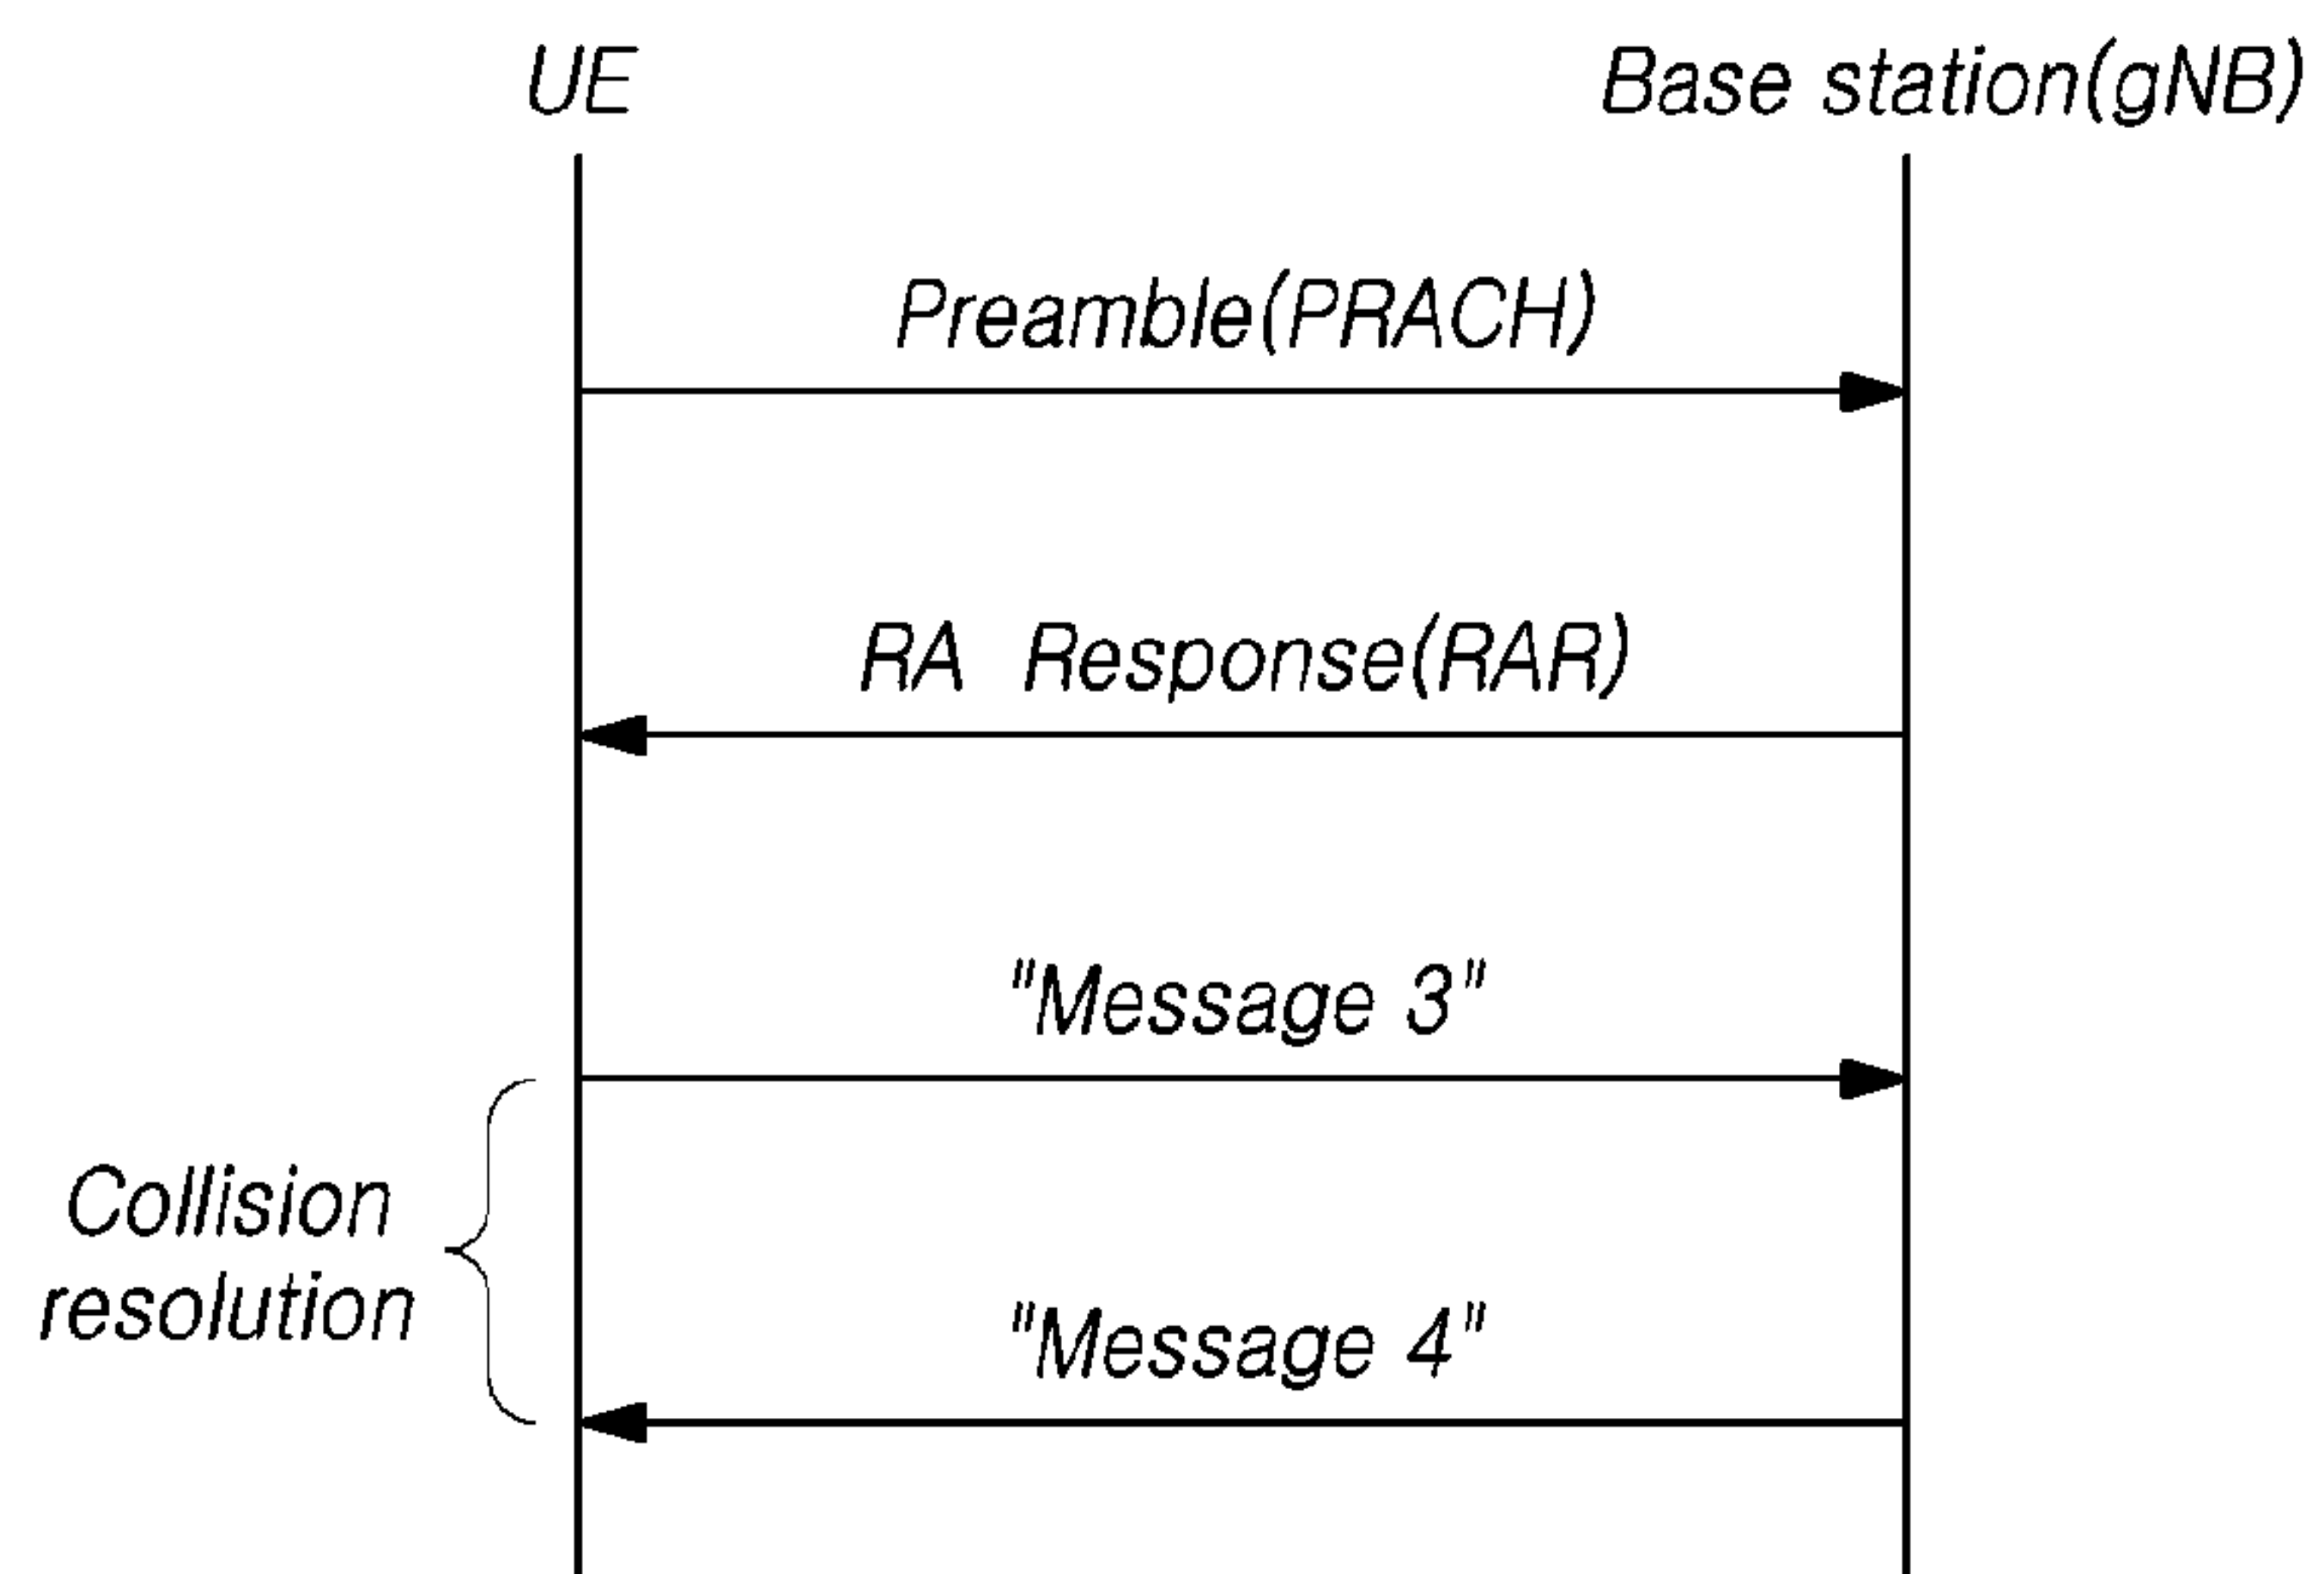 UE
Base station(gNB)
Preamble(PRACH)
RA Response(RAR)
"Message 3"
Collision
resolution
"Message 4"